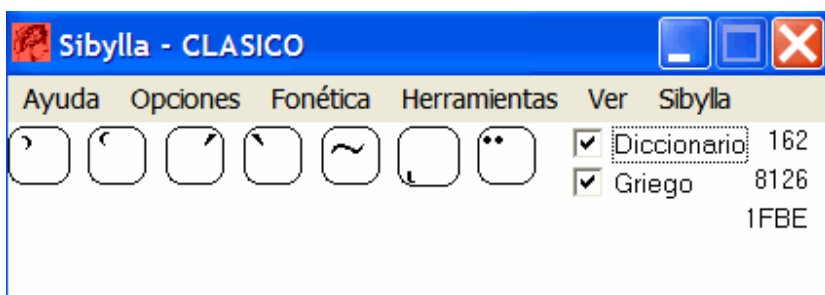 Sibylla - CLASICO
Ayuda Opciones Fonética Herramientas Ver Sibylla
Diccionario 162
Griego 8126
1FBE